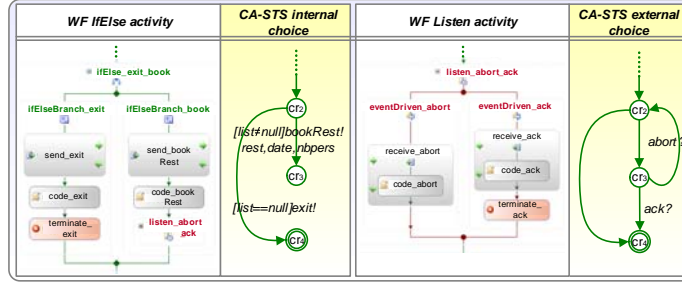 WF IfElse activity
CA-STS internal
choice
WF Listen activity
CA-STS external
choice
ifElse_exit_book
ifElseBranch_exit
ifElseBranch_book
send_exit
send_book
Rest
code_exit
code_book
Rest
terminate_
exit
listen_abort
ack
cr2
[list≠null]bookRest!
rest,date,nbpers
cr3
[list==null]exit!
cr4
listen_abort_ack
eventDriven_abort
eventDriven_ack
receive_abort
receive_ack
code_abort
code_ack
terminate_
ack
cr2
abort?
cr3
ack?
cr4